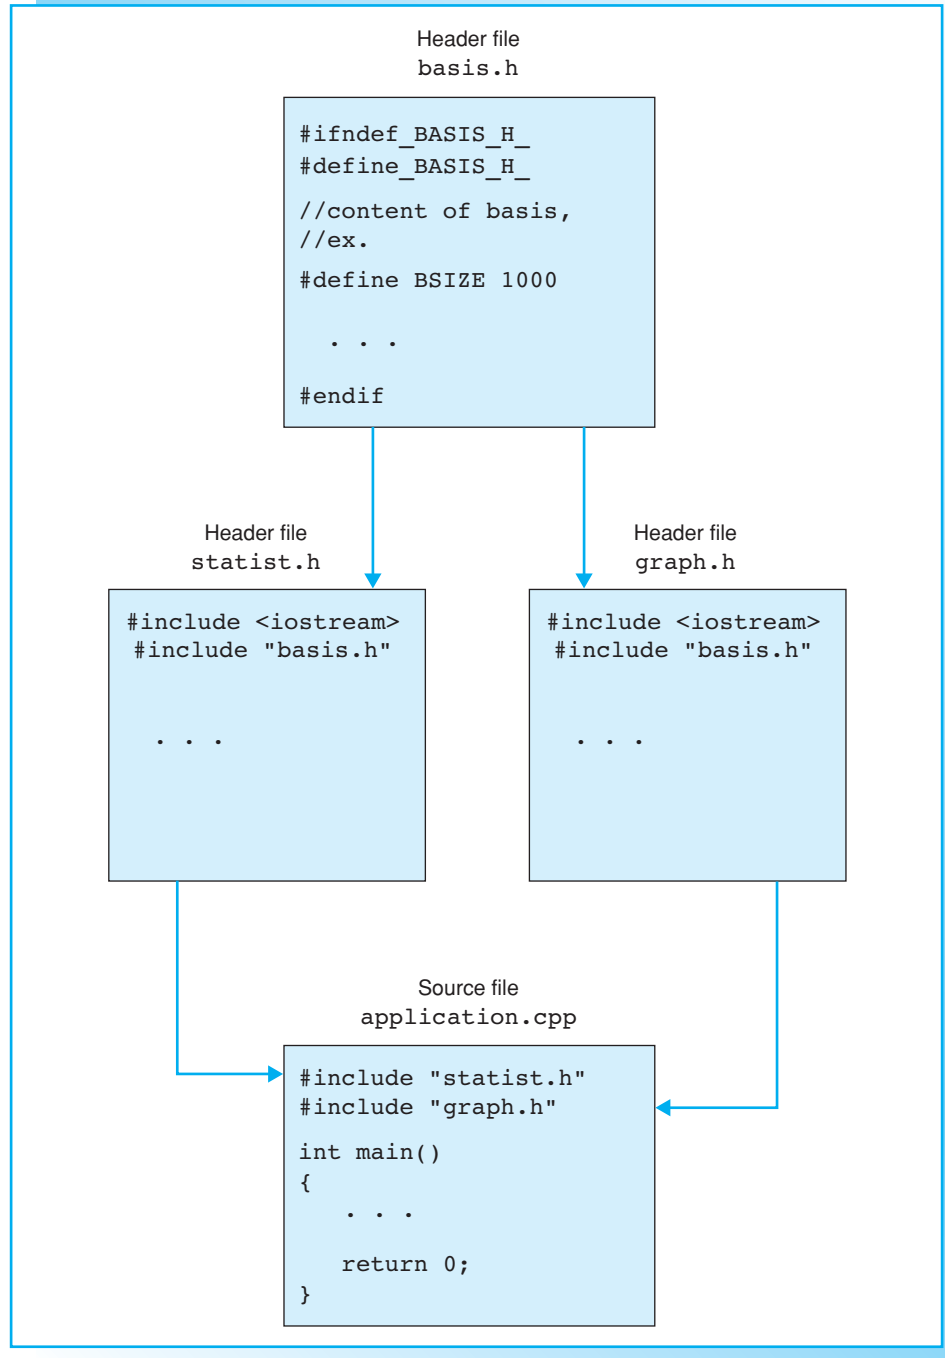 Header file
basis.h
#ifndef_BASIS_H_
#define_BASIS_H_
//content of basis,
//ex.
#define BSIZE 1000
. . .
#endif
Header file
statist.h
#include <iostream>
#include "basis.h"
. . .
Header file
graph.h
#include <iostream>
#include "basis.h"
. . .
Source file
application.cpp
#include "statist.h"
#include "graph.h"
int main()
{
. . .
return 0;
}